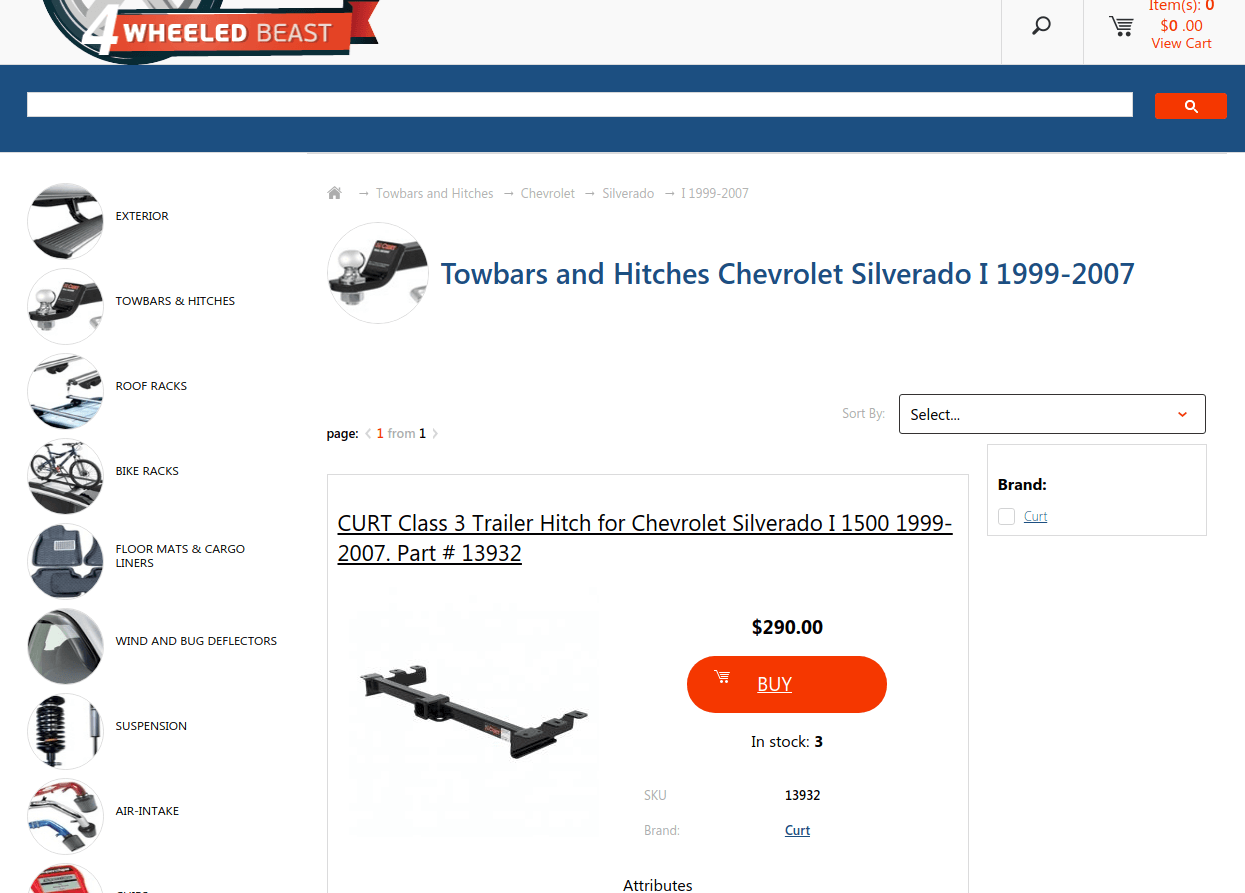 4 WHEELED BEAST
Item(s): 0
$0 .00
View Cart
EXTERIOR
TOWBARS & HITCHES
ROOF RACKS
BIKE RACKS
FLOOR MATS & CARGO
LINERS
WIND AND BUG DEFLECTORS
SUSPENSION
AIR-INTAKE
→ Towbars and Hitches → Chevrolet → Silverado → I 1999-2007
Towbars and Hitches Chevrolet Silverado I 1999-2007
Sort By: Select...
page: < 1 from 1 >
Brand:
Curt
CURT Class 3 Trailer Hitch for Chevrolet Silverado I 1500 1999-
2007. Part # 13932
$290.00
BUY
In stock: 3
SKU 13932
Brand: Curt
Attributes